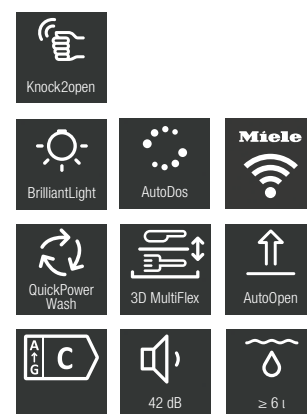 Knock2open
BrilliantLight
AutoDos
Miele
QuickPower
Wash
3D MultiFlex
AutoOpen
A
G
C
42 dB
≥ 6 l